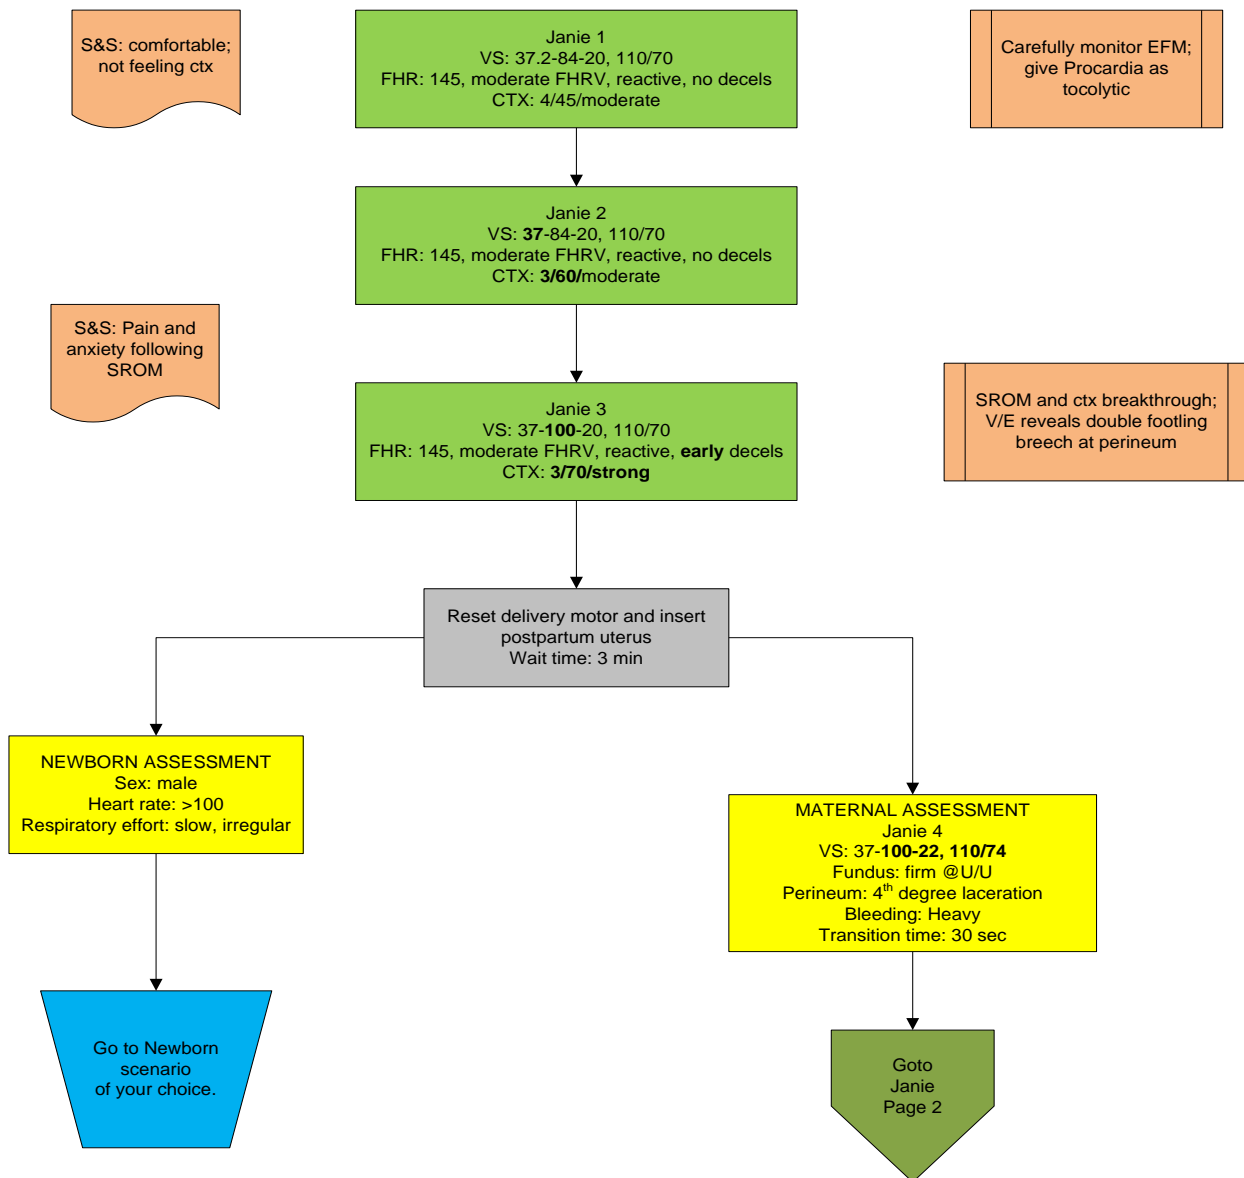 S&S: comfortable;
not feeling ctx
Janie 1
VS: 37.2-84-20, 110/70
FHR: 145, moderate FHRV, reactive, no decels
CTX: 4/45/moderate
Carefully monitor EFM;
give Procardia as
tocolytic
Janie 2
VS: 37-84-20, 110/70
FHR: 145, moderate FHRV, reactive, no decels
CTX: 3/60/moderate
S&S: Pain and
anxiety following
SROM
Janie 3
VS: 37-100-20, 110/70
FHR: 145, moderate FHRV, reactive, early decels
CTX: 3/70/strong
SROM and ctx breakthrough;
V/E reveals double footling
breech at perineum
Reset delivery motor and insert
postpartum uterus
Wait time: 3 min
NEWBORN ASSESSMENT
Sex: male
Heart rate: >100
Respiratory effort: slow, irregular
MATERNAL ASSESSMENT
Janie 4
VS: 37-100-22, 110/74
Fundus: firm @U/U
Perineum: 4th degree laceration
Bleeding: Heavy
Transition time: 30 sec
Go to Newborn
scenario
of your choice.
Goto
Janie
Page 2